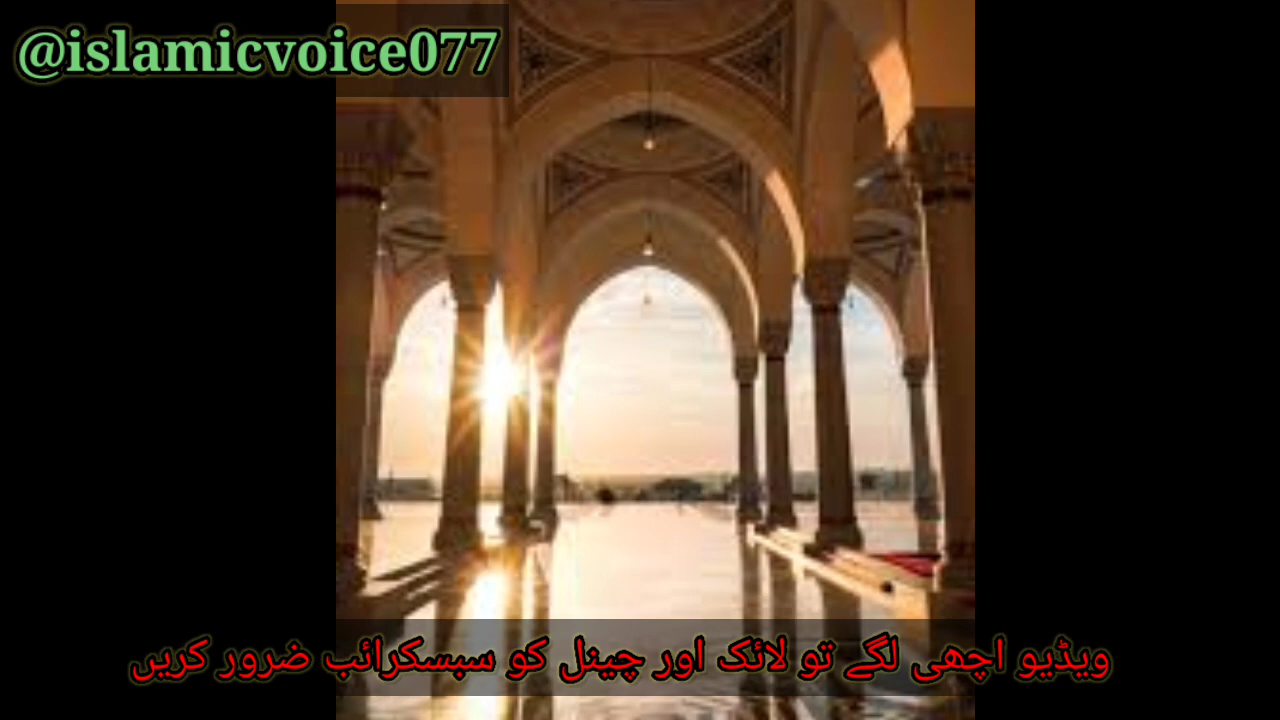 @islamicvoice077
ویڈیو اچھی لگے تو لائک اور چینل کو سبسکرائب ضرور کریں